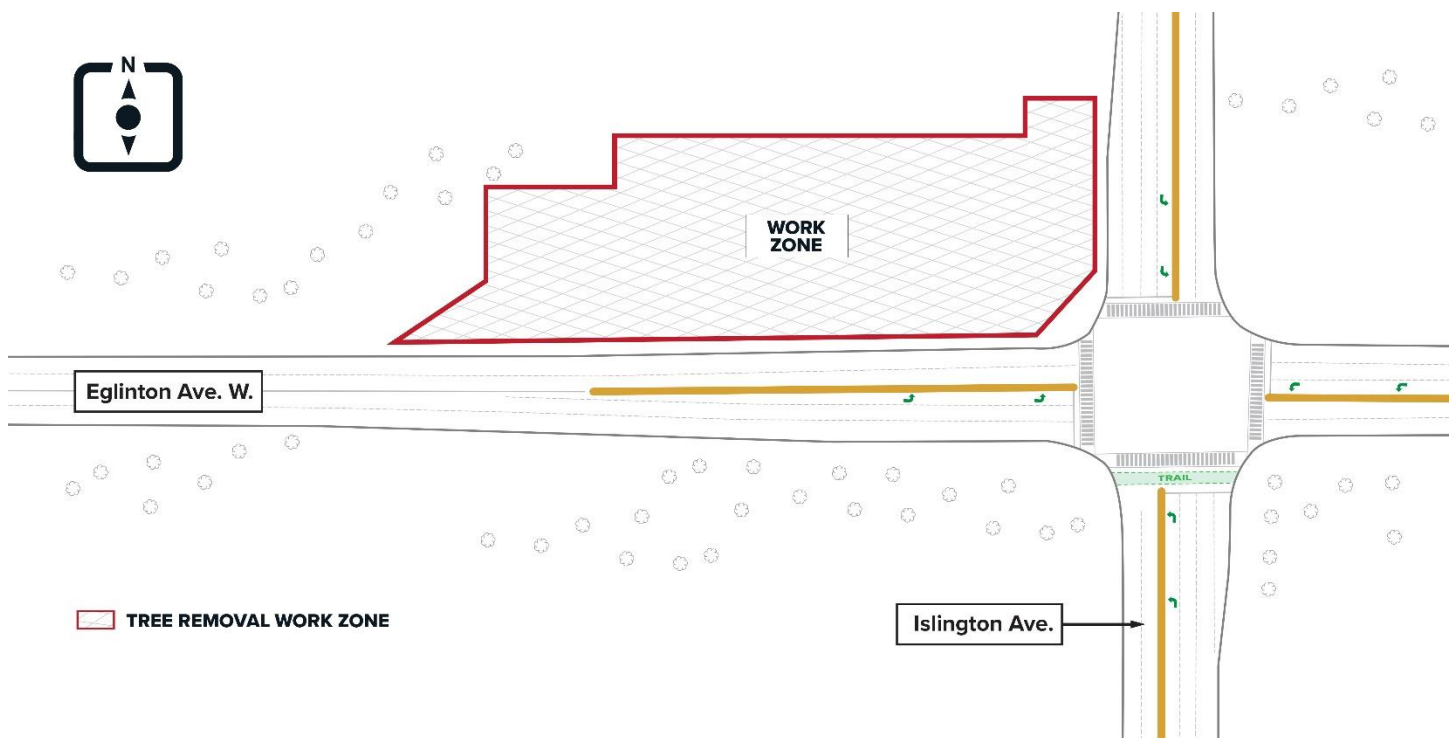 N
WORK
ZONE
Eglinton Ave. W.
TRAIL
Islington Ave.
TREE REMOVAL WORK ZONE